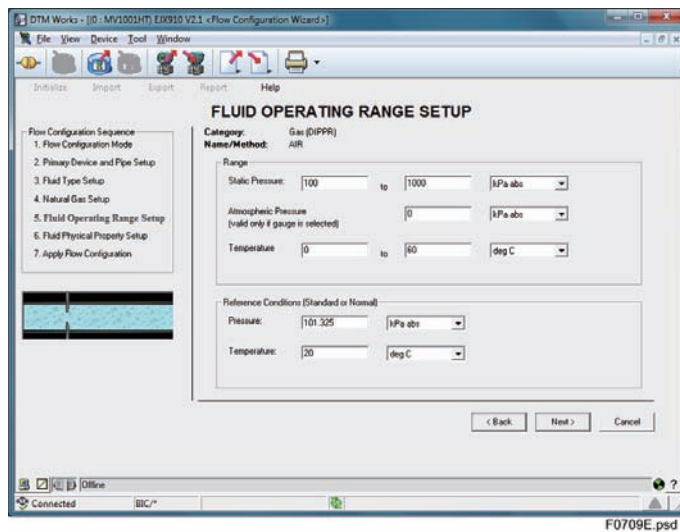 DTM Works - [(0 : MV1001HT) EJX910 V2.1 <Flow Configuration Wizard>]
File View Device Tool Window
Initialize Import Export Report Help
FLUID OPERATING RANGE SETUP
Flow Configuration Sequence
1. Flow Configuration Mode
2. Primary Device and Pipe Setup
3. Fluid Type Setup
4. Natural Gas Setup
5. Fluid Operating Range Setup
6. Fluid Physical Property Setup
7. Apply Flow Configuration
Category: Gas (DIPPR)
Name/Method: AIR
Range
Static Pressure: 100 to 1000 kPa abs
Atmospheric Pressure 0 kPa abs
(valid only if gauge is selected)
Temperature 0 to 60 deg C
Reference Conditions (Standard or Normal)
Pressure: 101.325 kPa abs
Temperature: 20 deg C
< Back Next > Cancel
Offline ?
Connected BIC/*
F0709E.psd